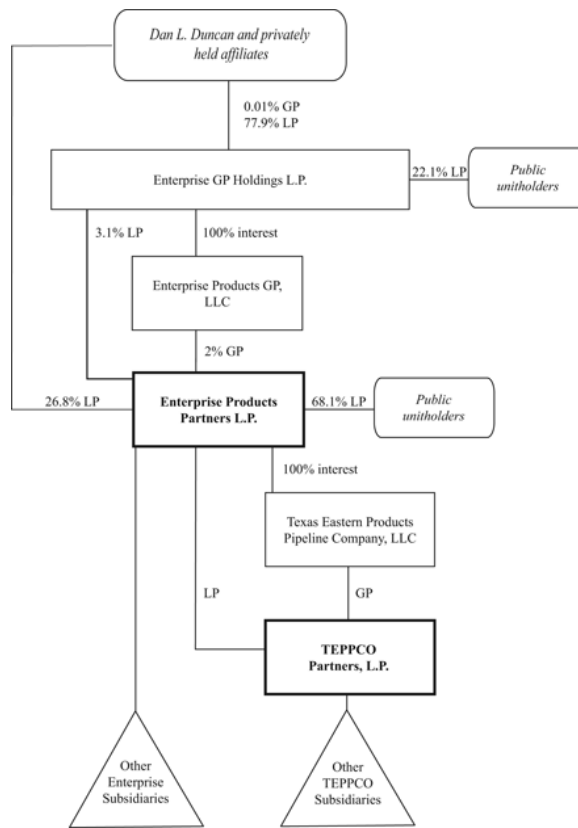 Dan L. Duncan and privately
held affiliates
0.01% GP
77.9% LP
Enterprise GP Holdings L.P.
22.1% LP
Public
unitholders
3.1% LP
100% interest
Enterprise Products GP,
LLC
2% GP
26.8% LP
Enterprise Products
Partners L.P.
68.1% LP
Public
unitholders
100% interest
Texas Eastern Products
Pipeline Company, LLC
LP
GP
TEPPCO
Partners, L.P.
Other
Enterprise
Subsidiaries
Other
TEPPCO
Subsidiaries